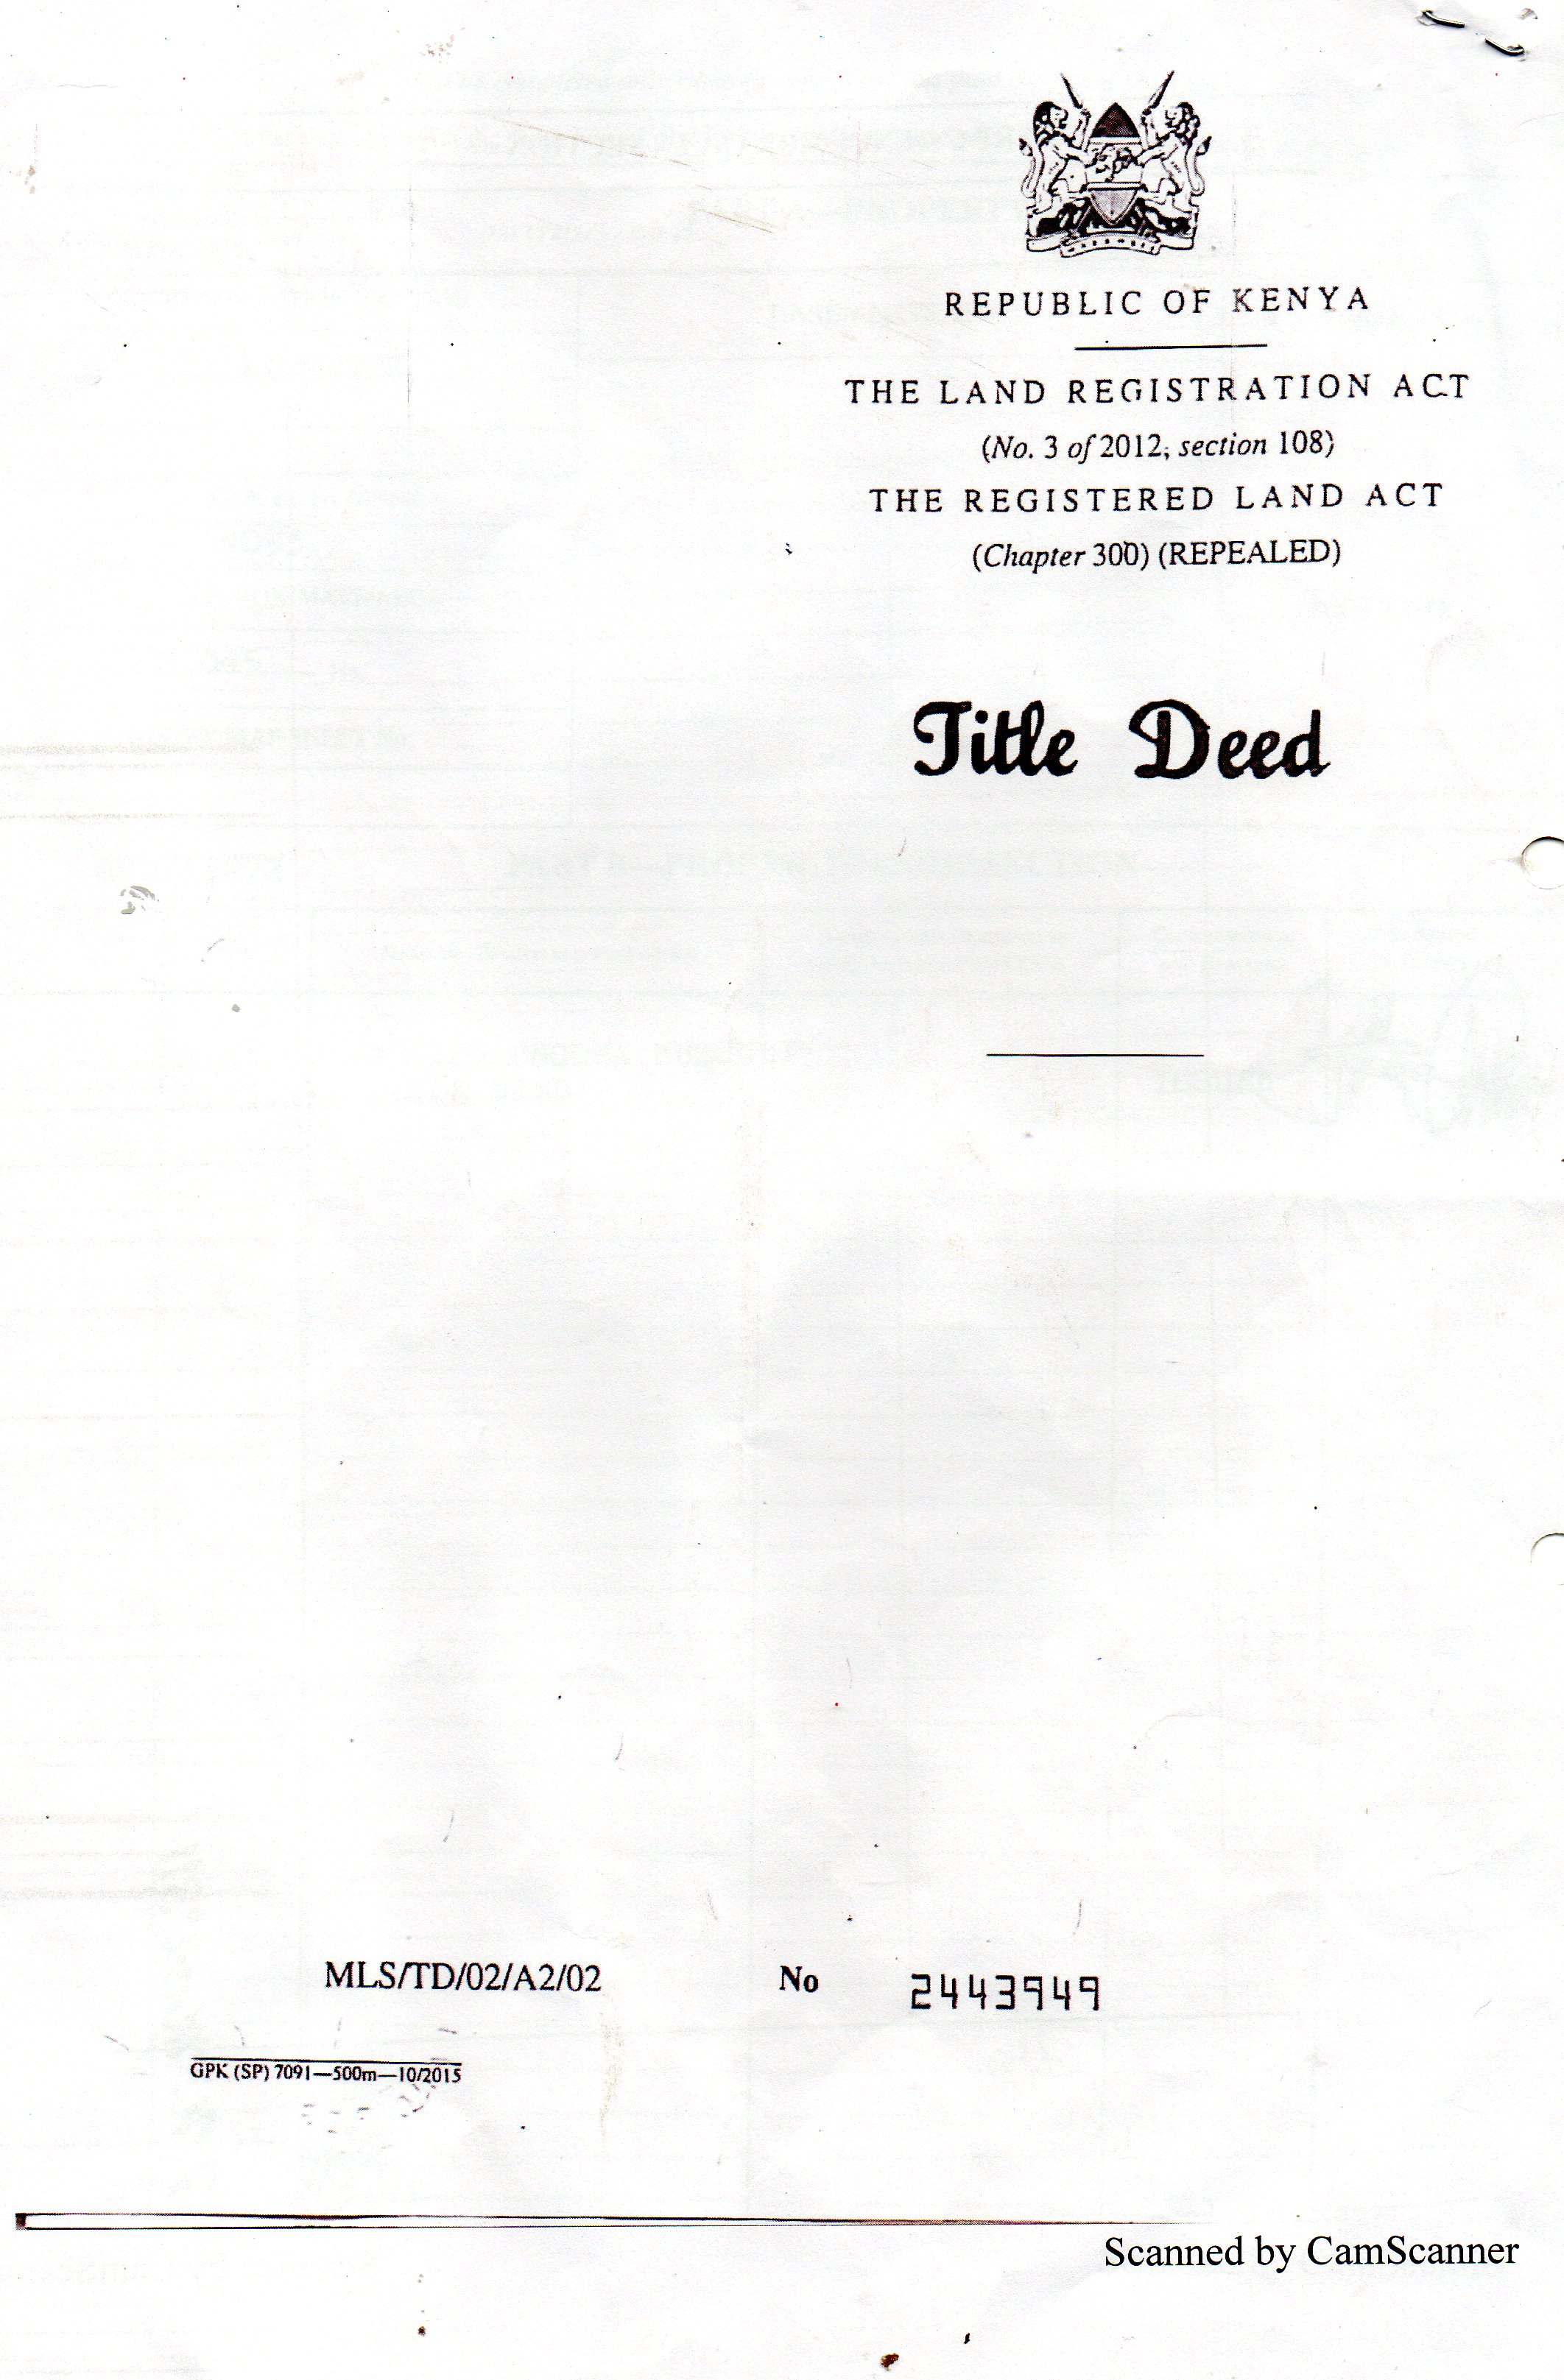 REPUBLIC OF KENYA
THE LAND REGISTRATION ACT
(No. 3 of 2012, section 108)
THE REGISTERED LAND ACT
(Chapter 300) (REPEALED)
Title Deed
MLS/TD/02/A2/02 No 2443949
GPK (SP) 7091—500m—10/2015
Scanned by CamScanner